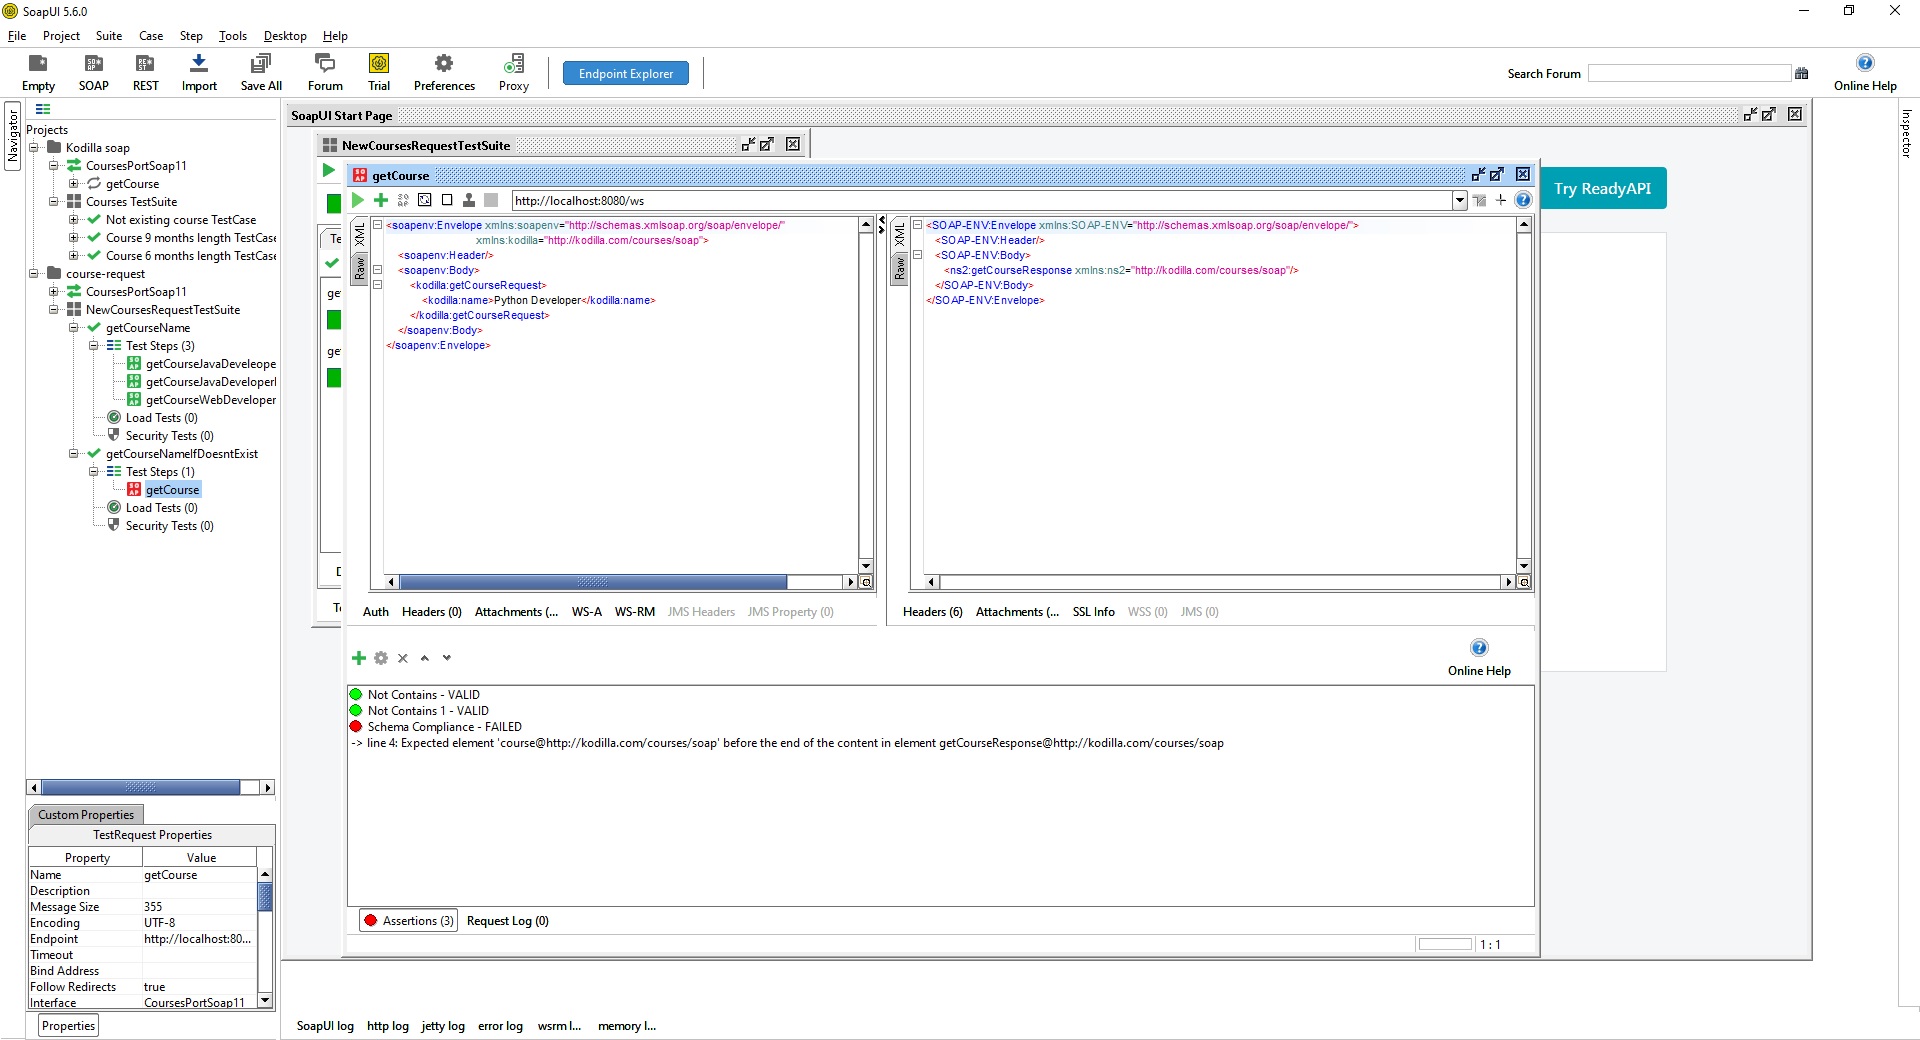 SoapUI 5.6.0
File Project Suite Case Step Tools Desktop Help
Empty SOAP REST Import Save All Forum Trial Preferences Proxy Endpoint Explorer Search Forum Online Help
Navigator
Projects
Kodilla soap
CoursesPortSoap11
getCourse
Courses TestSuite
Not existing course TestCase
Course 9 months length TestCase
Course 6 months length TestCase
course-request
CoursesPortSoap11
NewCoursesRequestTestSuite
getCourseName
Test Steps (3)
getCourseJavaDeveleope
getCourseJavaDeveloper
getCourseWebDeveloper
Load Tests (0)
Security Tests (0)
getCourseNameIfDoesntExist
Test Steps (1)
getCourse
Load Tests (0)
Security Tests (0)
Custom Properties
TestRequest Properties
Property Value
Name getCourse
Description
Message Size 355
Encoding UTF-8
Endpoint http://localhost:80...
Timeout
Bind Address
Follow Redirects true
Interface CoursesPortSoap11
Properties
SoapUI Start Page
NewCoursesRequestTestSuite
Te
ge
ge
getCourse
http://localhost:8080/ws
XML
Raw
<soapenv:Envelope xmlns:soapenv="http://schemas.xmlsoap.org/soap/envelope/"
xmlns:kodilla="http://kodilla.com/courses/soap">
<soapenv:Header/>
<soapenv:Body>
<kodilla:getCourseRequest>
<kodilla:name>Python Developer</kodilla:name>
</kodilla:getCourseRequest>
</soapenv:Body>
</soapenv:Envelope>
Auth Headers (0) Attachments (... WS-A WS-RM JMS Headers JMS Property (0)
XML
Raw
<SOAP-ENV:Envelope xmlns:SOAP-ENV="http://schemas.xmlsoap.org/soap/envelope/">
<SOAP-ENV:Header/>
<SOAP-ENV:Body>
<ns2:getCourseResponse xmlns:ns2="http://kodilla.com/courses/soap"/>
</SOAP-ENV:Body>
</SOAP-ENV:Envelope>
Headers (6) Attachments (... SSL Info WSS (0) JMS (0)
Online Help
Not Contains - VALID
Not Contains 1 - VALID
Schema Compliance - FAILED
-> line 4: Expected element 'course@http://kodilla.com/courses/soap' before the end of the content in element getCourseResponse@http://kodilla.com/courses/soap
Assertions (3) Request Log (0)
1 : 1
Try ReadyAPI
Inspector
SoapUI log http log jetty log error log wsrm l... memory l...